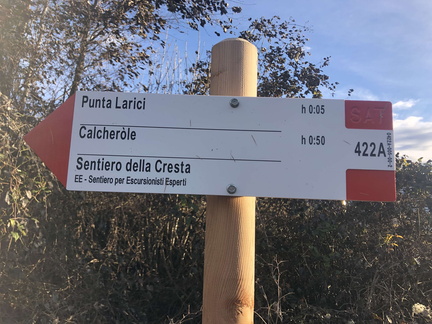 Punta Larici h 0:05 SAT
Calcheròle h 0:50 422A
Sentiero della Cresta
EE - Sentiero per Escursionisti Esperti